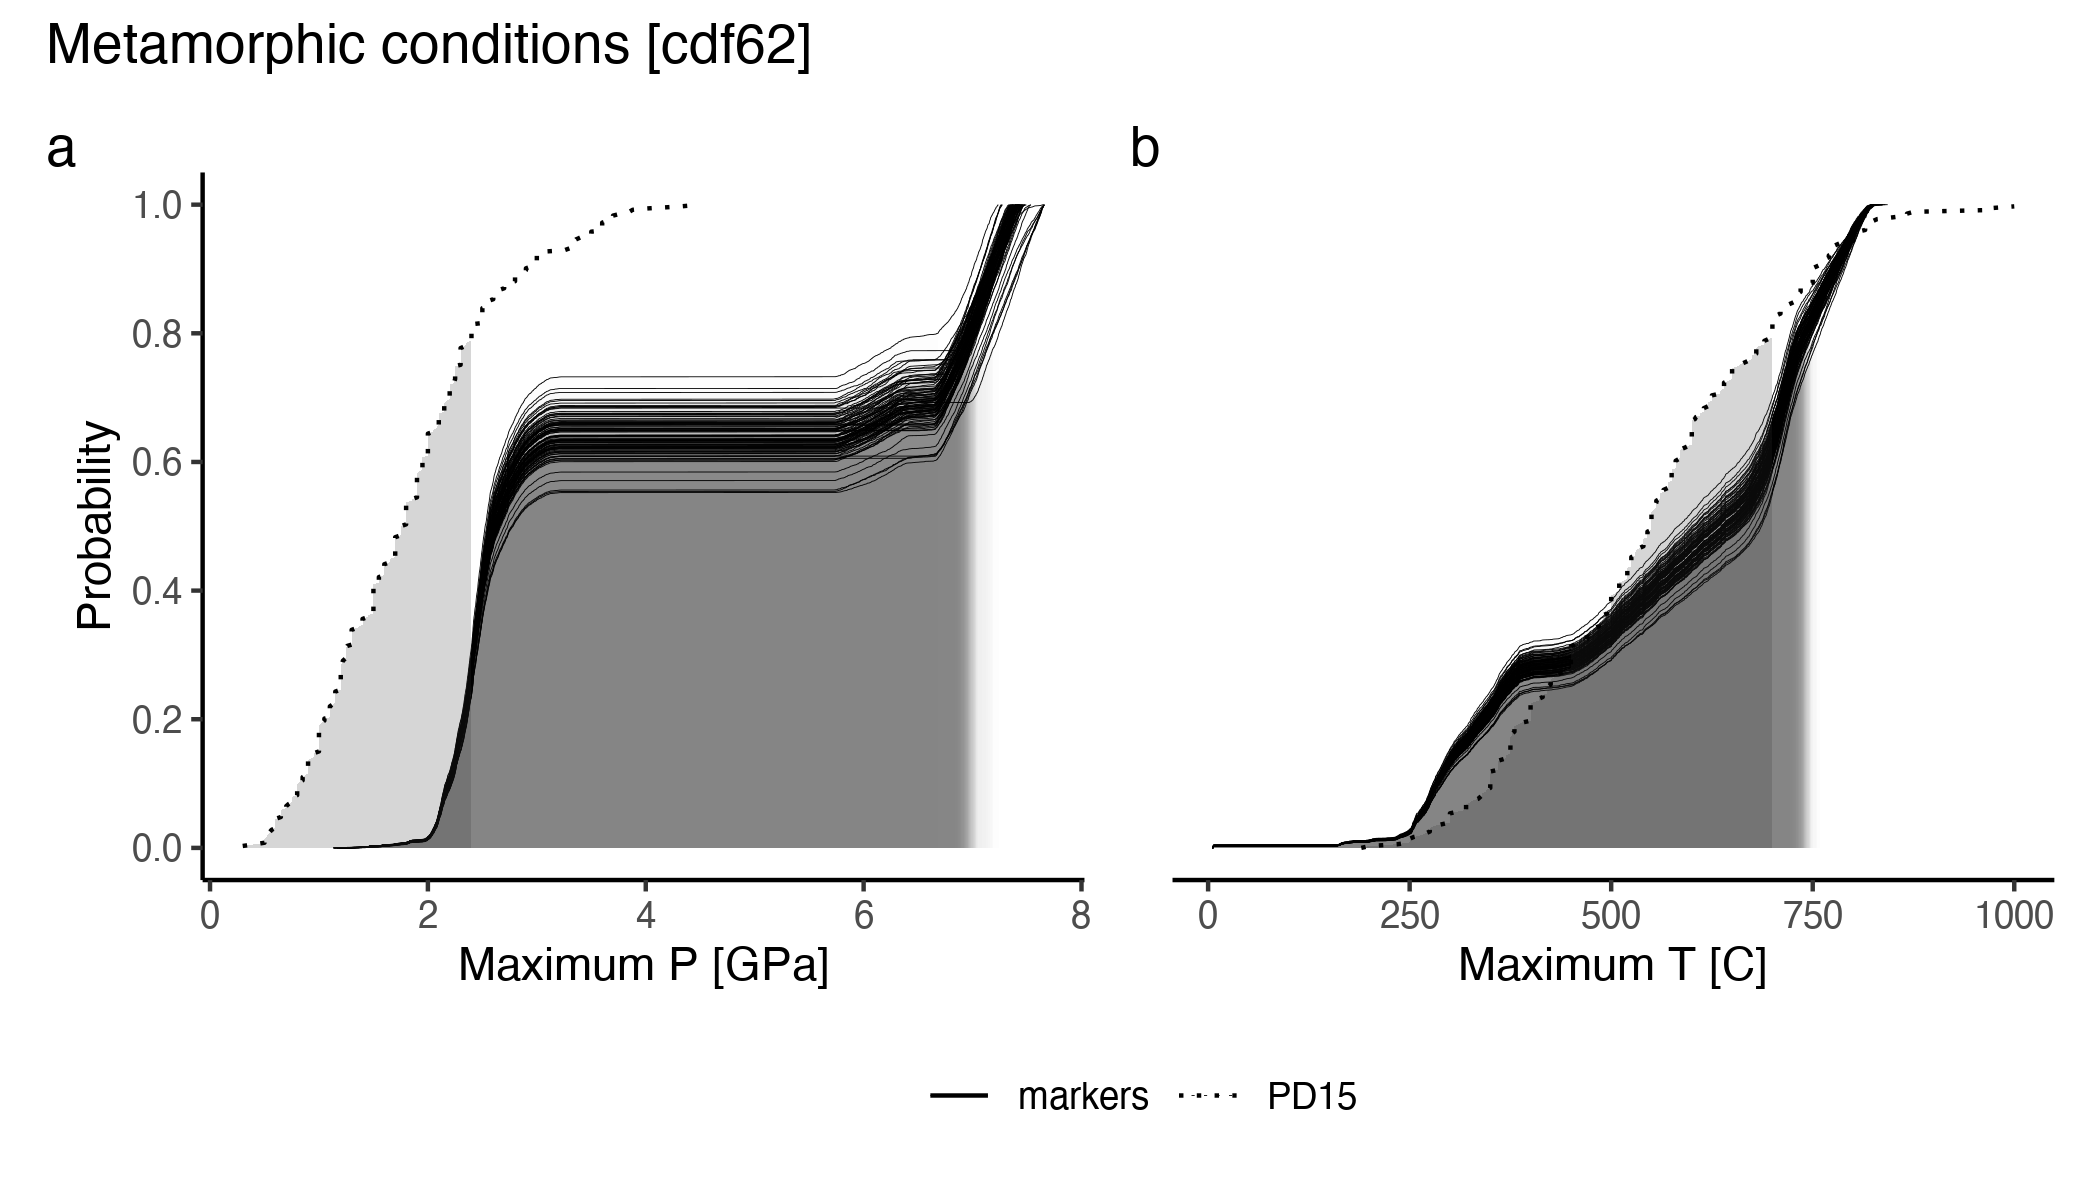 Metamorphic conditions [cdf62]
a
b
1.0
0.8
0.6
0.4
0.2
0.0
Probability
0 2 4 6 8
0 250 500 750 1000
Maximum P [GPa]
Maximum T [C]
markers PD15